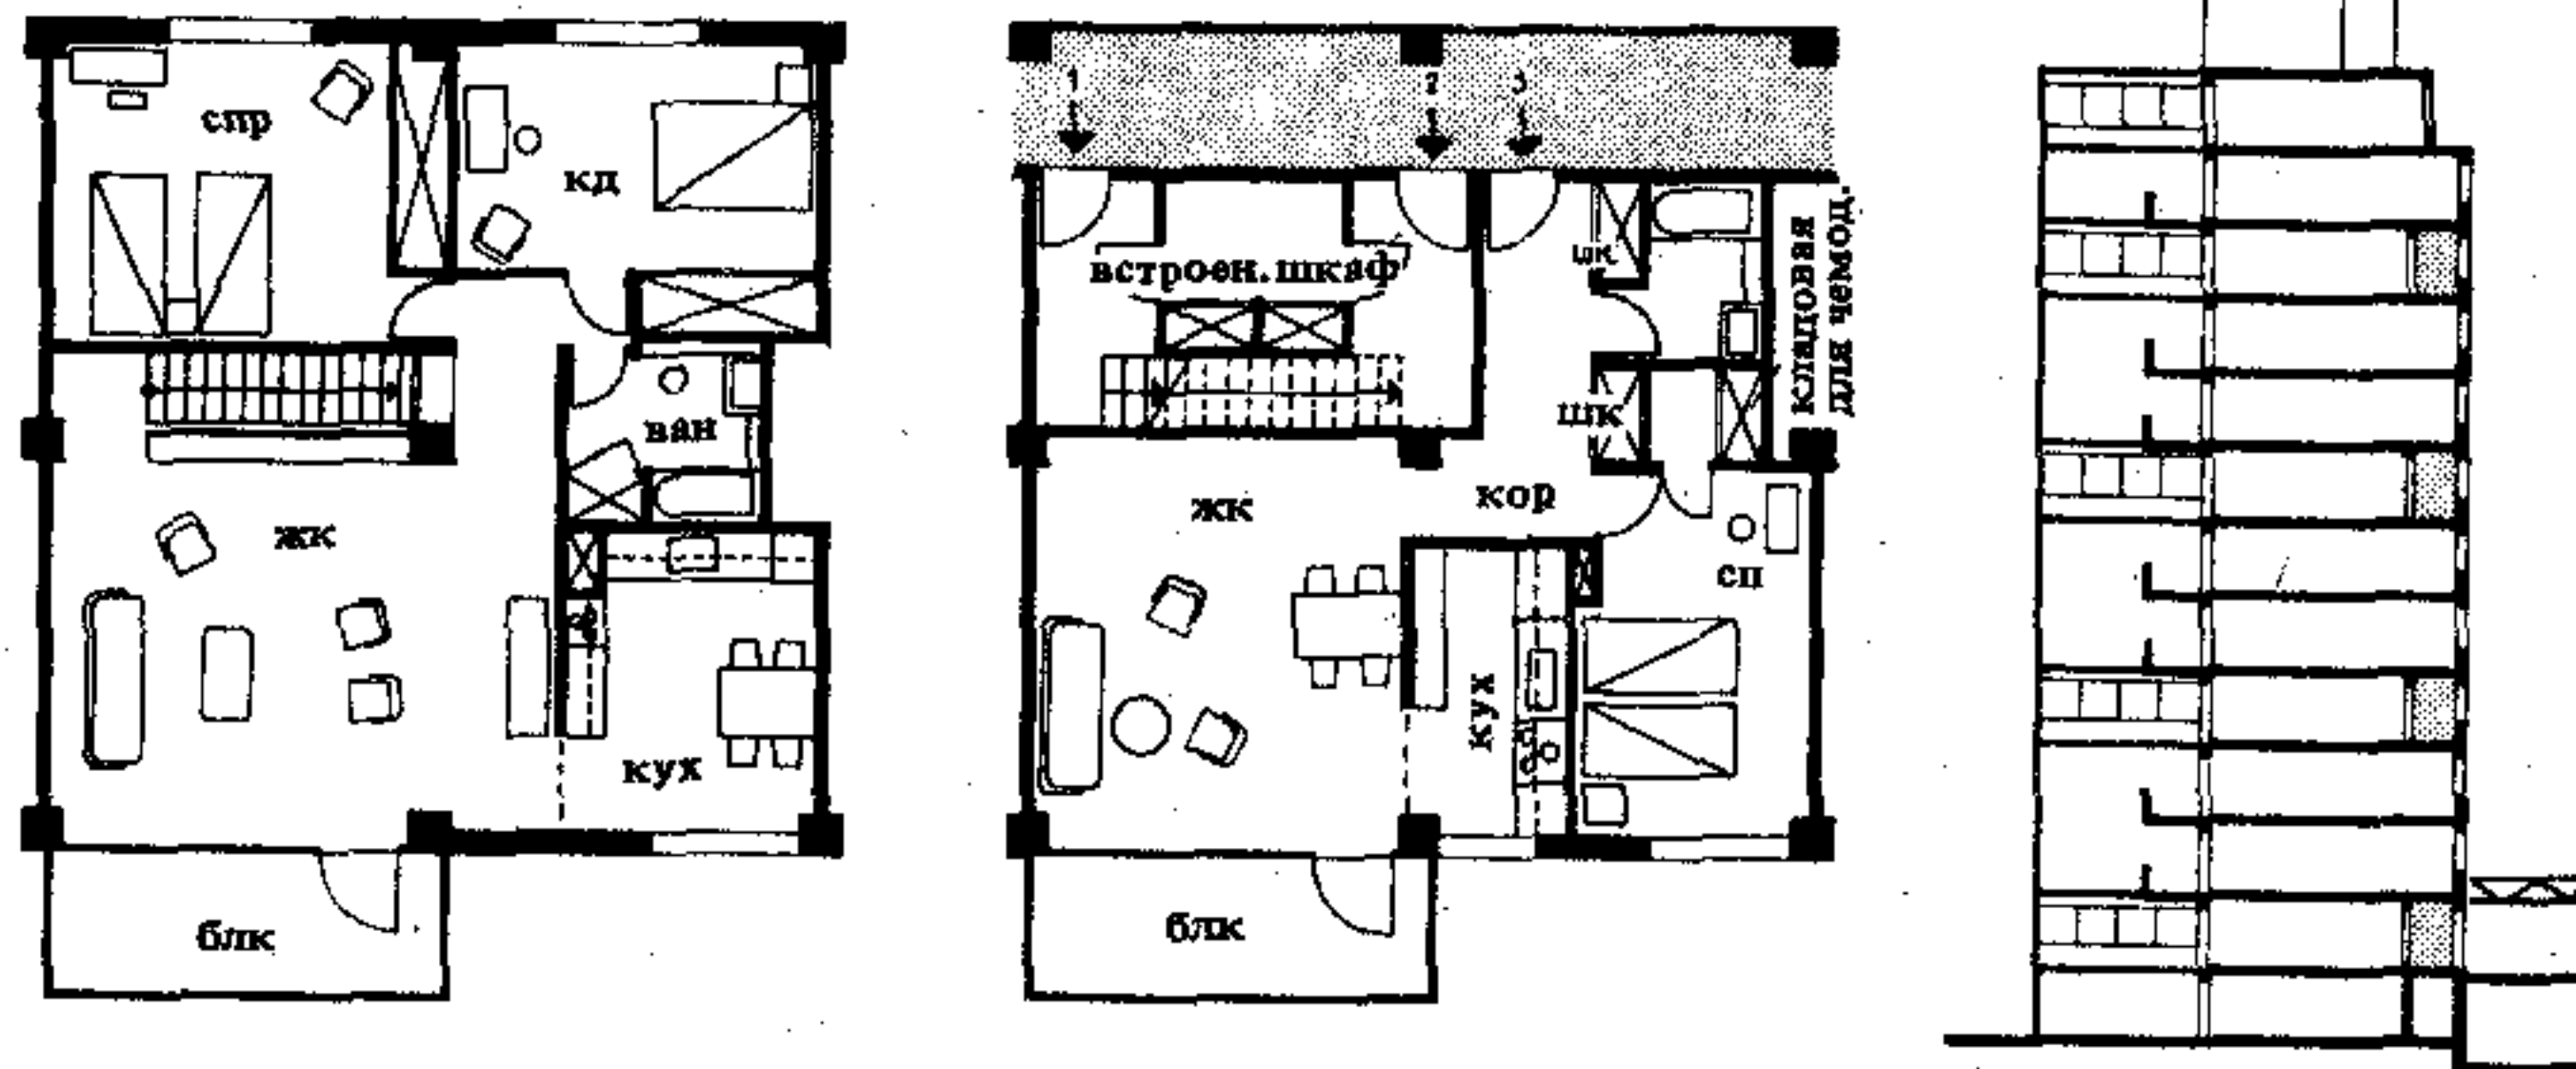 спр
кд
ван
жк
кух
блк
1
2
3
встроен. шкаф
шк
кладовая
для чемод.
шк
жк
кор
сп
кух
блк